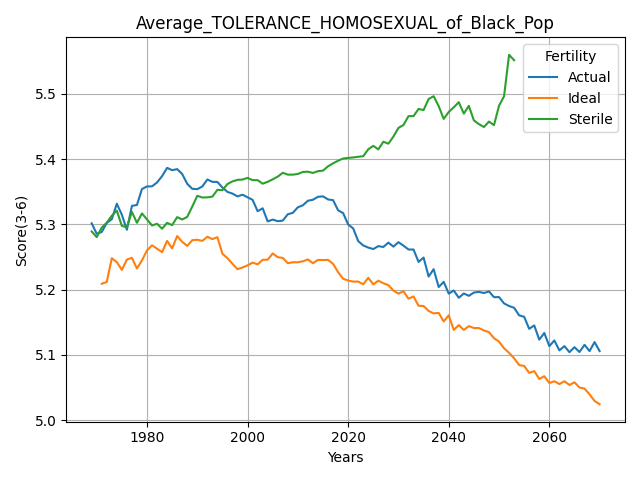 Average_TOLERANCE_HOMOSEXUAL_of_Black_Pop
Fertility
Actual
Ideal
Sterile
Score(3-6)
5.5
5.4
5.3
5.2
5.1
5.0
1980
2000
2020
2040
2060
Years